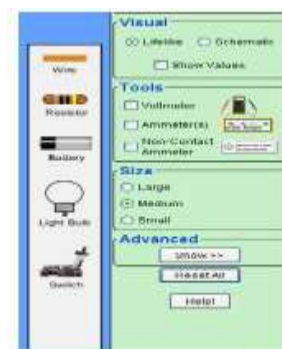 Wire
Resistor
Battery
Light Bulb
Switch
Visual
Lifelike
Schematic
Show Values
Tools
Voltmeter
Ammeter(s)
Non-Contact
Ammeter
Size
Large
Medium
Small
Advanced
Show >>
Reset All
Help!